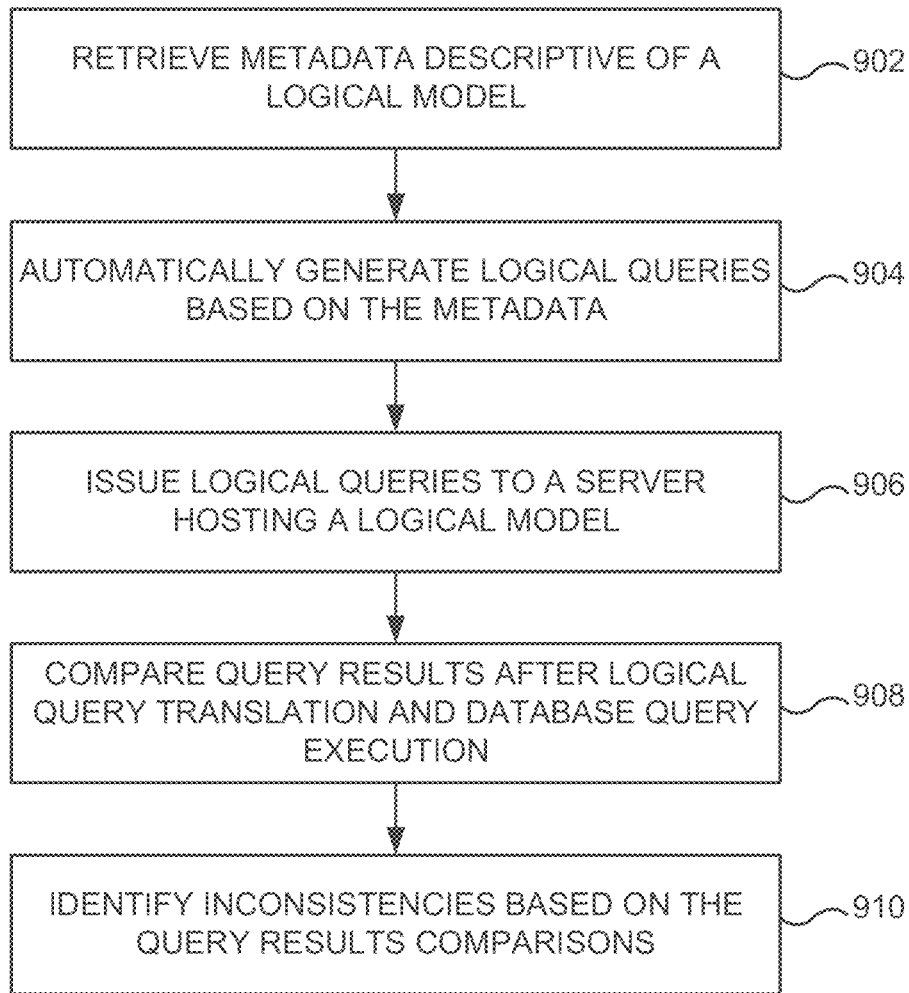 RETRIEVE METADATA DESCRIPTIVE OF A
LOGICAL MODEL
902
AUTOMATICALLY GENERATE LOGICAL QUERIES
BASED ON THE METADATA
904
ISSUE LOGICAL QUERIES TO A SERVER
HOSTING A LOGICAL MODEL
906
COMPARE QUERY RESULTS AFTER LOGICAL
QUERY TRANSLATION AND DATABASE QUERY
EXECUTION
908
IDENTIFY INCONSISTENCIES BASED ON THE
QUERY RESULTS COMPARISONS
910